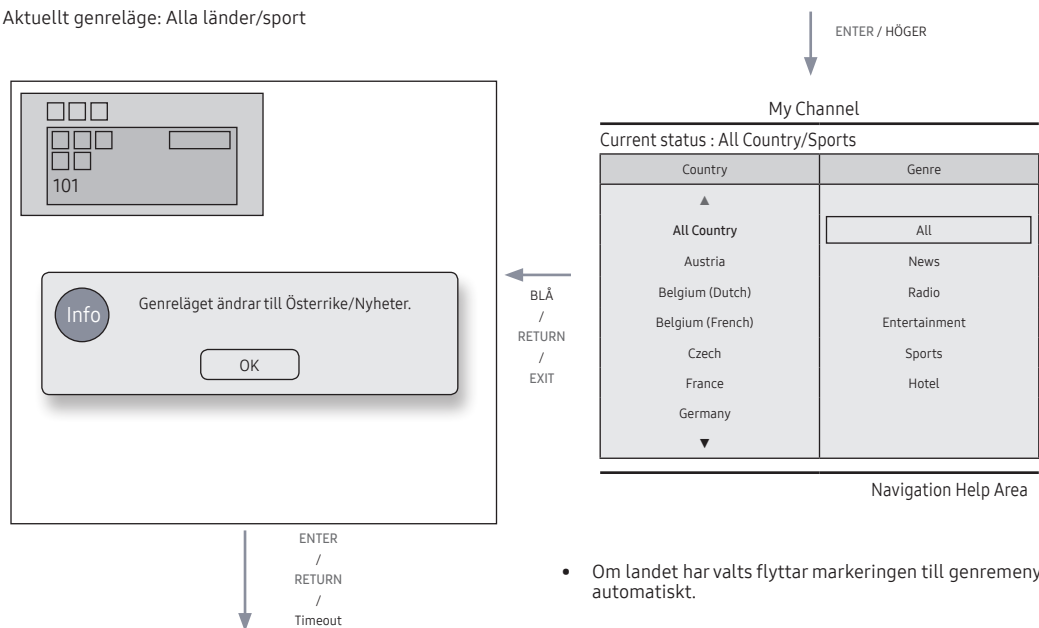 Aktuellt genreläge: Alla länder/sport
101
Info
Genreläget ändrar till Österrike/Nyheter.
OK
ENTER
/
RETURN
/
Timeout
BLÅ
/
RETURN
/
EXIT
ENTER / HÖGER
My Channel
Current status : All Country/Sports
Country Genre
▲
All Country All
Austria News
Belgium (Dutch) Radio
Belgium (French) Entertainment
Czech Sports
France Hotel
Germany
▼
Navigation Help Area
• Om landet har valts flyttar markeringen till genremeny
automatiskt.